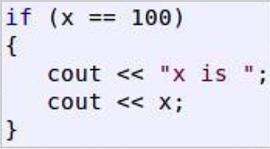 if (x == 100)
{
   cout << "x is ";
   cout << x;
}